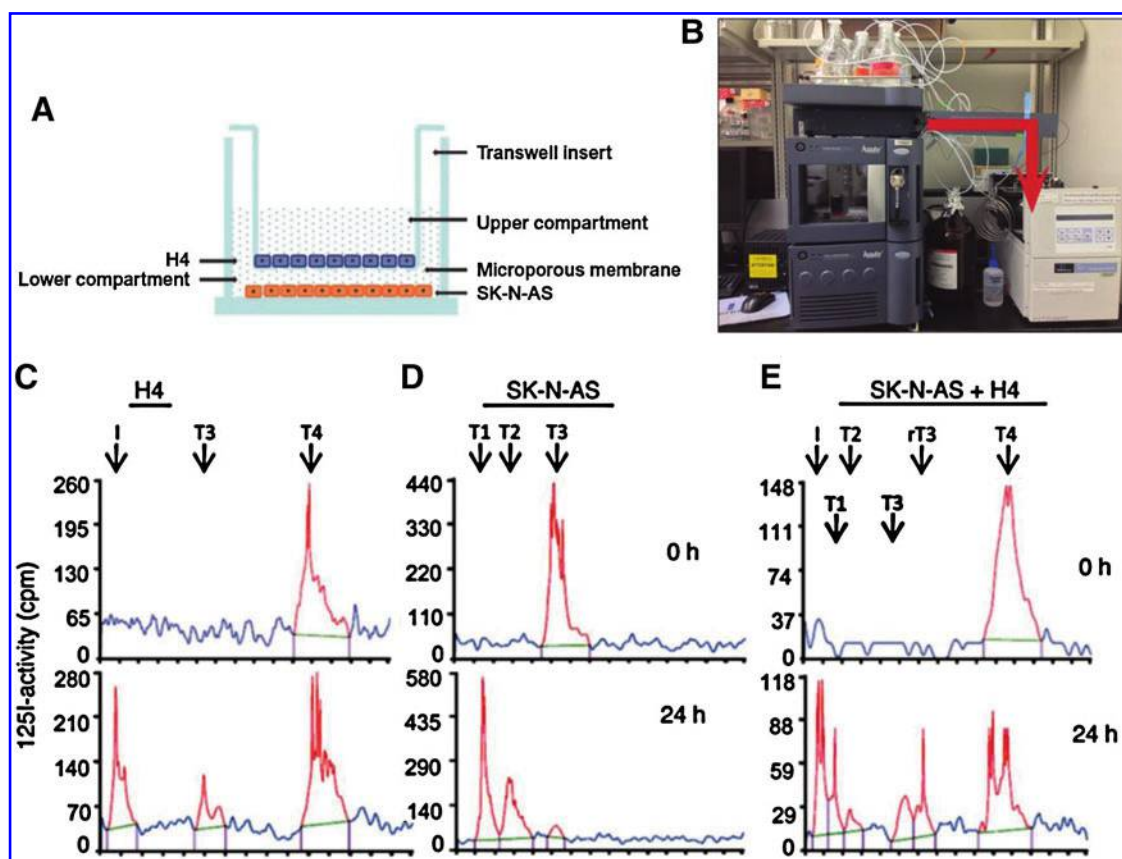 A
Transwell insert
Upper compartment
H4
Lower compartment
Microporous membrane
SK-N-AS
B
C
H4
I
T3
T4
260
195
130
65
0
280
210
140
70
0
125I-activity (cpm)
D
SK-N-AS
T1
T2
T3
440
330
220
110
0
0 h
580
435
290
145
0
24 h
E
SK-N-AS + H4
I
T2
rT3
T4
T1
T3
148
111
74
37
0
0 h
118
88
59
29
0
24 h